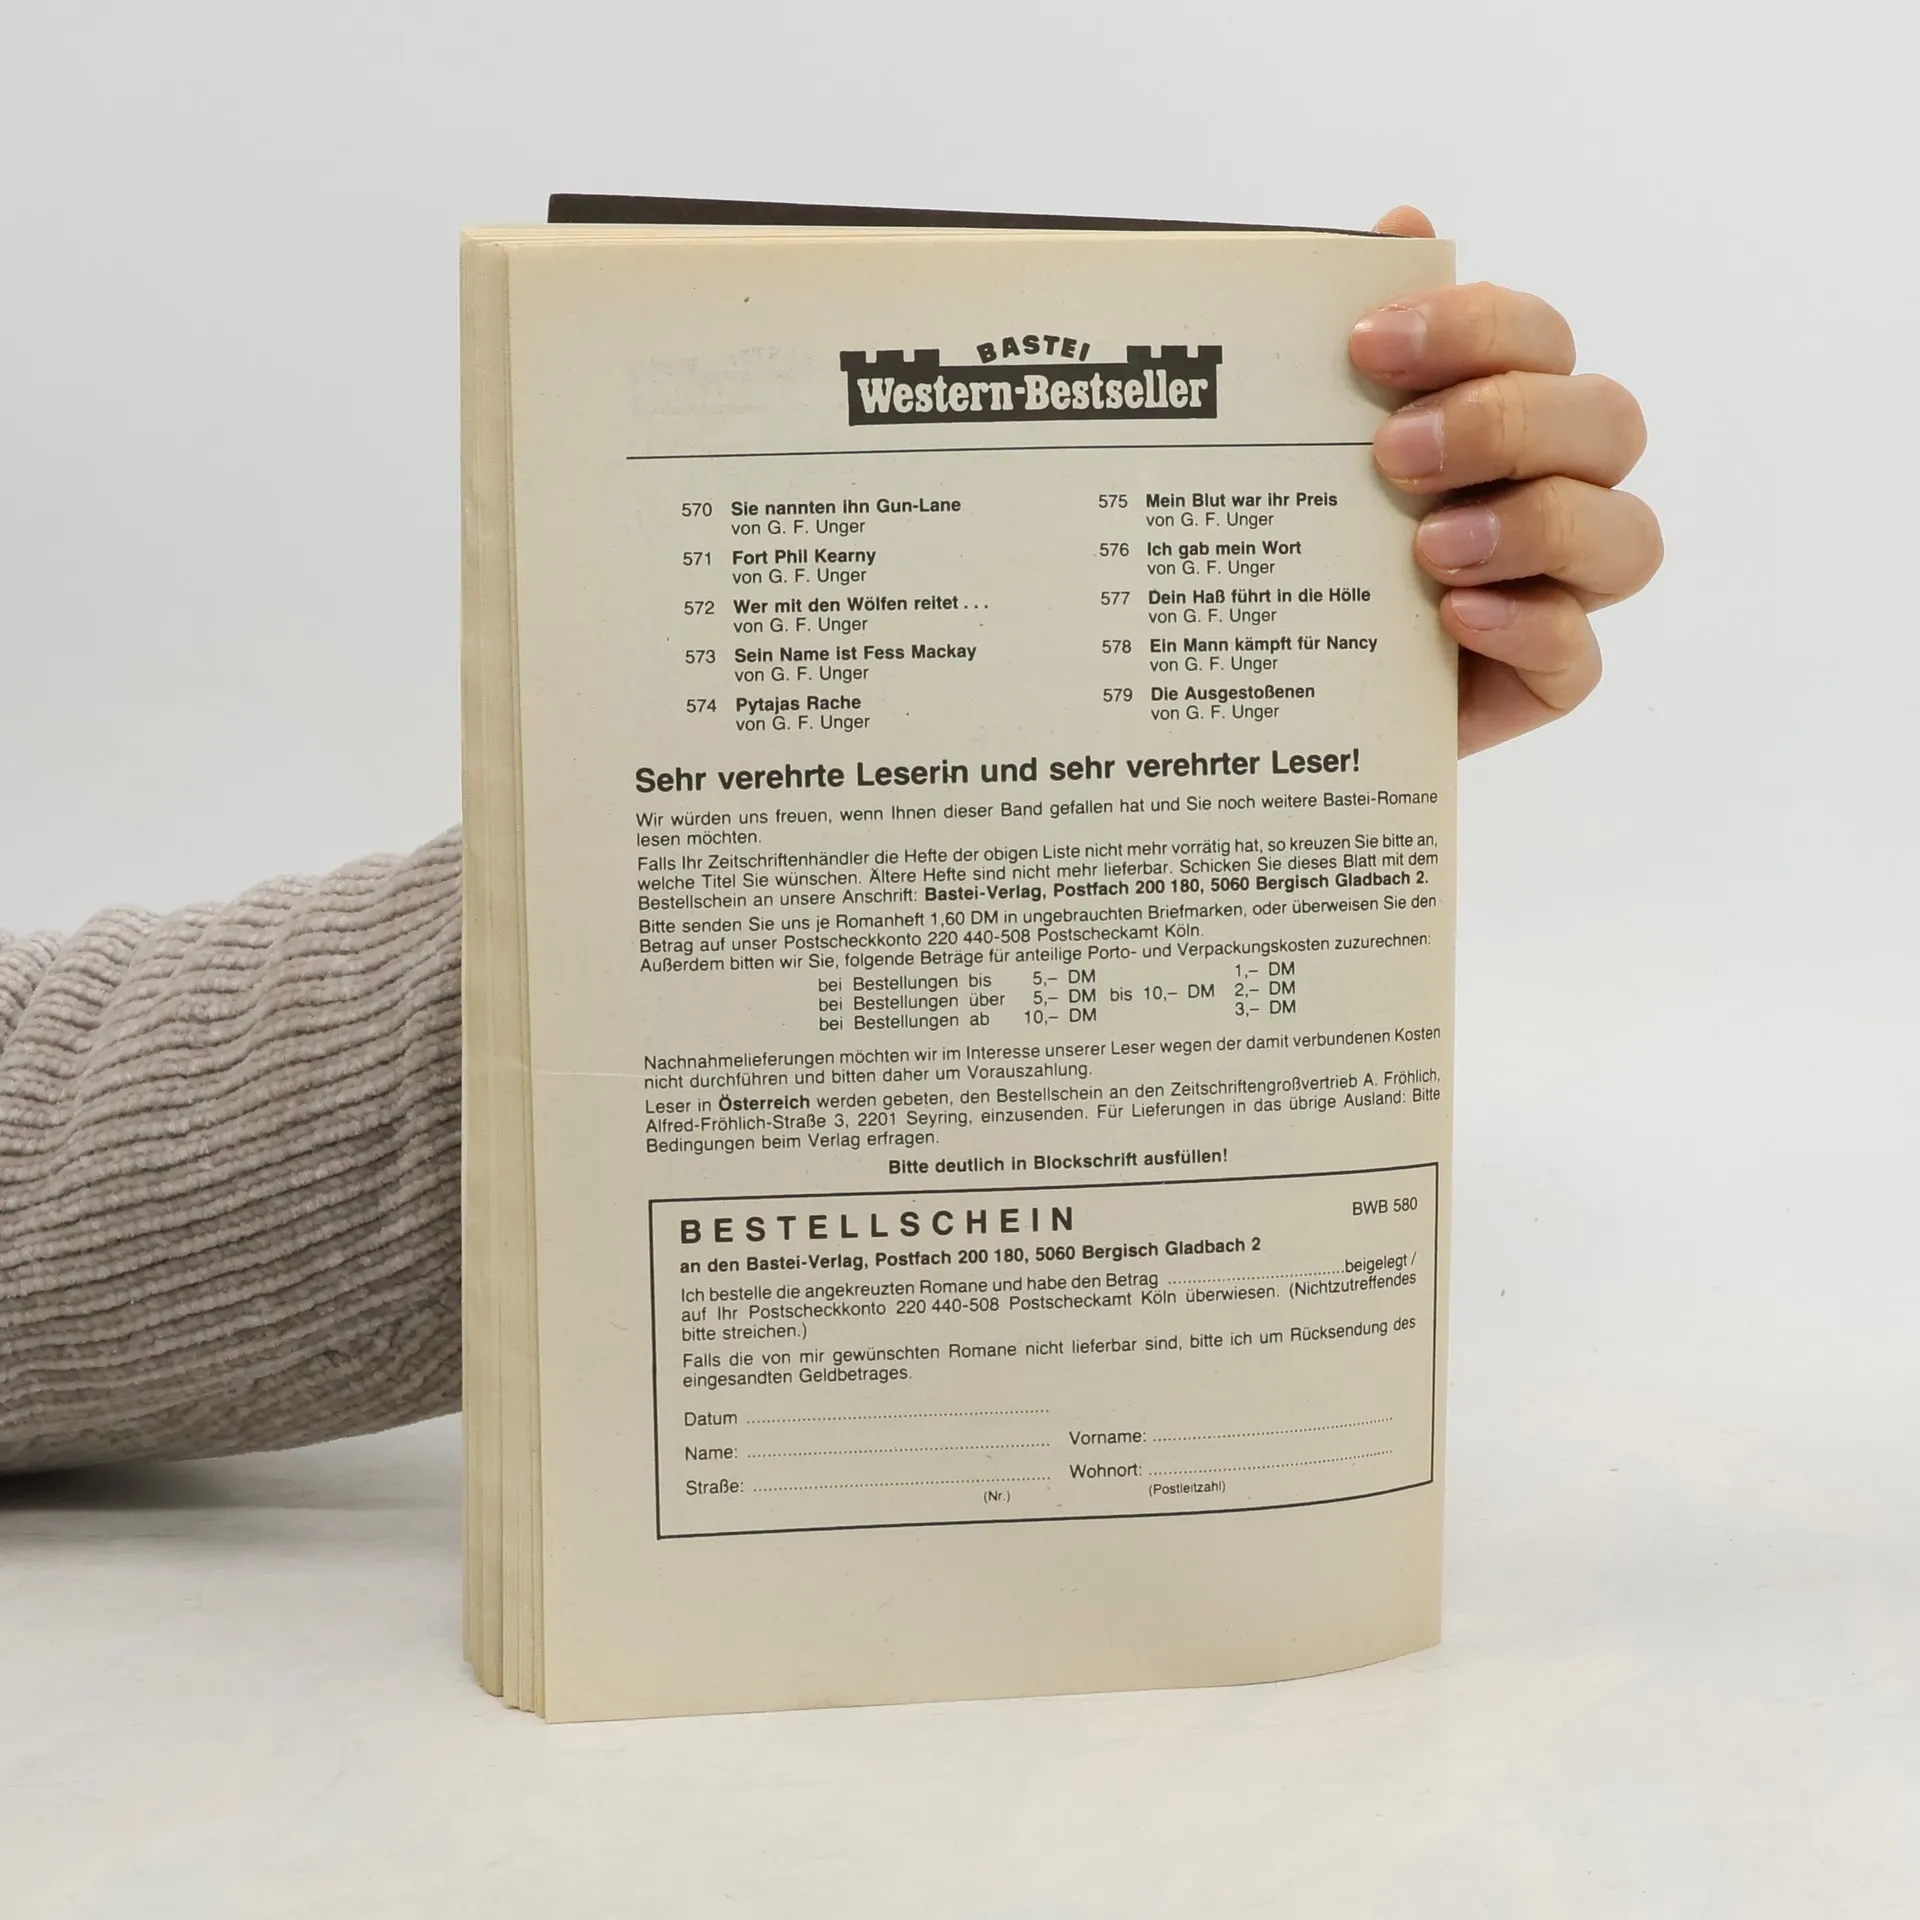 BASTEI
Western-Bestseller
570 Sie nannten ihn Gun-Lane
von G. F. Unger
571 Fort Phil Kearny
von G. F. Unger
572 Wer mit den Wölfen reitet . . .
von G. F. Unger
573 Sein Name ist Fess Mackay
von G. F. Unger
574 Pytajas Rache
von G. F. Unger
575 Mein Blut war ihr Preis
von G. F. Unger
576 Ich gab mein Wort
von G. F. Unger
577 Dein Haß führt in die Hölle
von G. F. Unger
578 Ein Mann kämpft für Nancy
von G. F. Unger
579 Die Ausgestoßenen
von G. F. Unger
Sehr verehrte Leserin und sehr verehrter Leser!
Wir würden uns freuen, wenn Ihnen dieser Band gefallen hat und Sie noch weitere Bastei-Romane
lesen möchten.
Falls Ihr Zeitschriftenhändler die Hefte der obigen Liste nicht mehr vorrätig hat, so kreuzen Sie bitte an,
welche Titel Sie wünschen. Ältere Hefte sind nicht mehr lieferbar. Schicken Sie dieses Blatt mit dem
Bestellschein an unsere Anschrift: Bastei-Verlag, Postfach 200 180, 5060 Bergisch Gladbach 2.
Bitte senden Sie uns je Romanheft 1,60 DM in ungebrauchten Briefmarken, oder überweisen Sie den
Betrag auf unser Postscheckkonto 220 440-508 Postscheckamt Köln.
Außerdem bitten wir Sie, folgende Beträge für anteilige Porto- und Verpackungskosten zuzurechnen:
bei Bestellungen bis 5,– DM 1,– DM
bei Bestellungen über 5,– DM bis 10,– DM 2,– DM
bei Bestellungen ab 10,– DM 3,– DM
Nachnahmelieferungen möchten wir im Interesse unserer Leser wegen der damit verbundenen Kosten
nicht durchführen und bitten daher um Vorauszahlung.
Leser in Österreich werden gebeten, den Bestellschein an den Zeitschriftengroßvertrieb A. Fröhlich,
Alfred-Fröhlich-Straße 3, 2201 Seyring, einzusenden. Für Lieferungen in das übrige Ausland: Bitte
Bedingungen beim Verlag erfragen.
Bitte deutlich in Blockschrift ausfüllen!
BESTELLSCHEIN BWB 580
an den Bastei-Verlag, Postfach 200 180, 5060 Bergisch Gladbach 2
Ich bestelle die angekreuzten Romane und habe den Betrag ........................ beigelegt /
auf Ihr Postscheckkonto 220 440-508 Postscheckamt Köln überwiesen. (Nichtzutreffendes
bitte streichen.)
Falls die von mir gewünschten Romane nicht lieferbar sind, bitte ich um Rücksendung des
eingesandten Geldbetrages.
Datum ........................
Name: ........................ Vorname: ........................
Straße: ........................ Wohnort: ........................
(Nr.) (Postleitzahl)